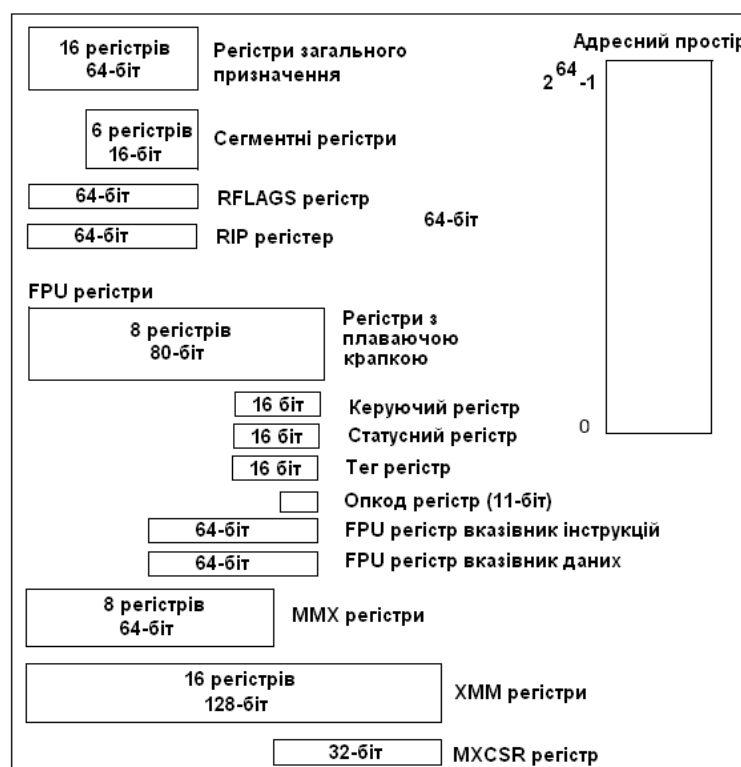 16 регістрів
64-біт
Регістри загального
призначення
Адресний простір
2^64-1
6 регістрів
16-біт
Сегментні регістри
64-біт
RFLAGS регістр
64-біт
64-біт
RIP регістер
FPU регістри
8 регістрів
80-біт
Регістри з
плаваючою
крапкою
16 біт
Керуючий регістр
0
16 біт
Статусний регістр
16 біт
Тег регістр
Опкод регістр (11-біт)
64-біт
FPU регістр вказівник інструкцій
64-біт
FPU регістр вказівник даних
8 регістрів
64-біт
MMX регістри
16 регістрів
128-біт
XMM регістри
32-біт
MXCSR регістр